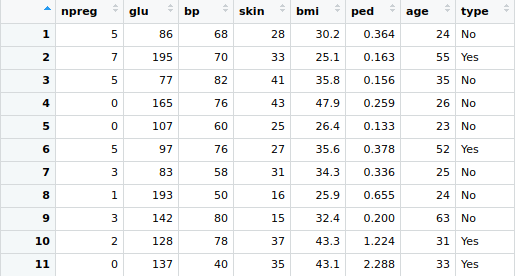 npreg glu bp skin bmi ped age type
1 5 86 68 28 30.2 0.364 24 No
2 7 195 70 33 25.1 0.163 55 Yes
3 5 77 82 41 35.8 0.156 35 No
4 0 165 76 43 47.9 0.259 26 No
5 0 107 60 25 26.4 0.133 23 No
6 5 97 76 27 35.6 0.378 52 Yes
7 3 83 58 31 34.3 0.336 25 No
8 1 193 50 16 25.9 0.655 24 No
9 3 142 80 15 32.4 0.200 63 No
10 2 128 78 37 43.3 1.224 31 Yes
11 0 137 40 35 43.1 2.288 33 Yes